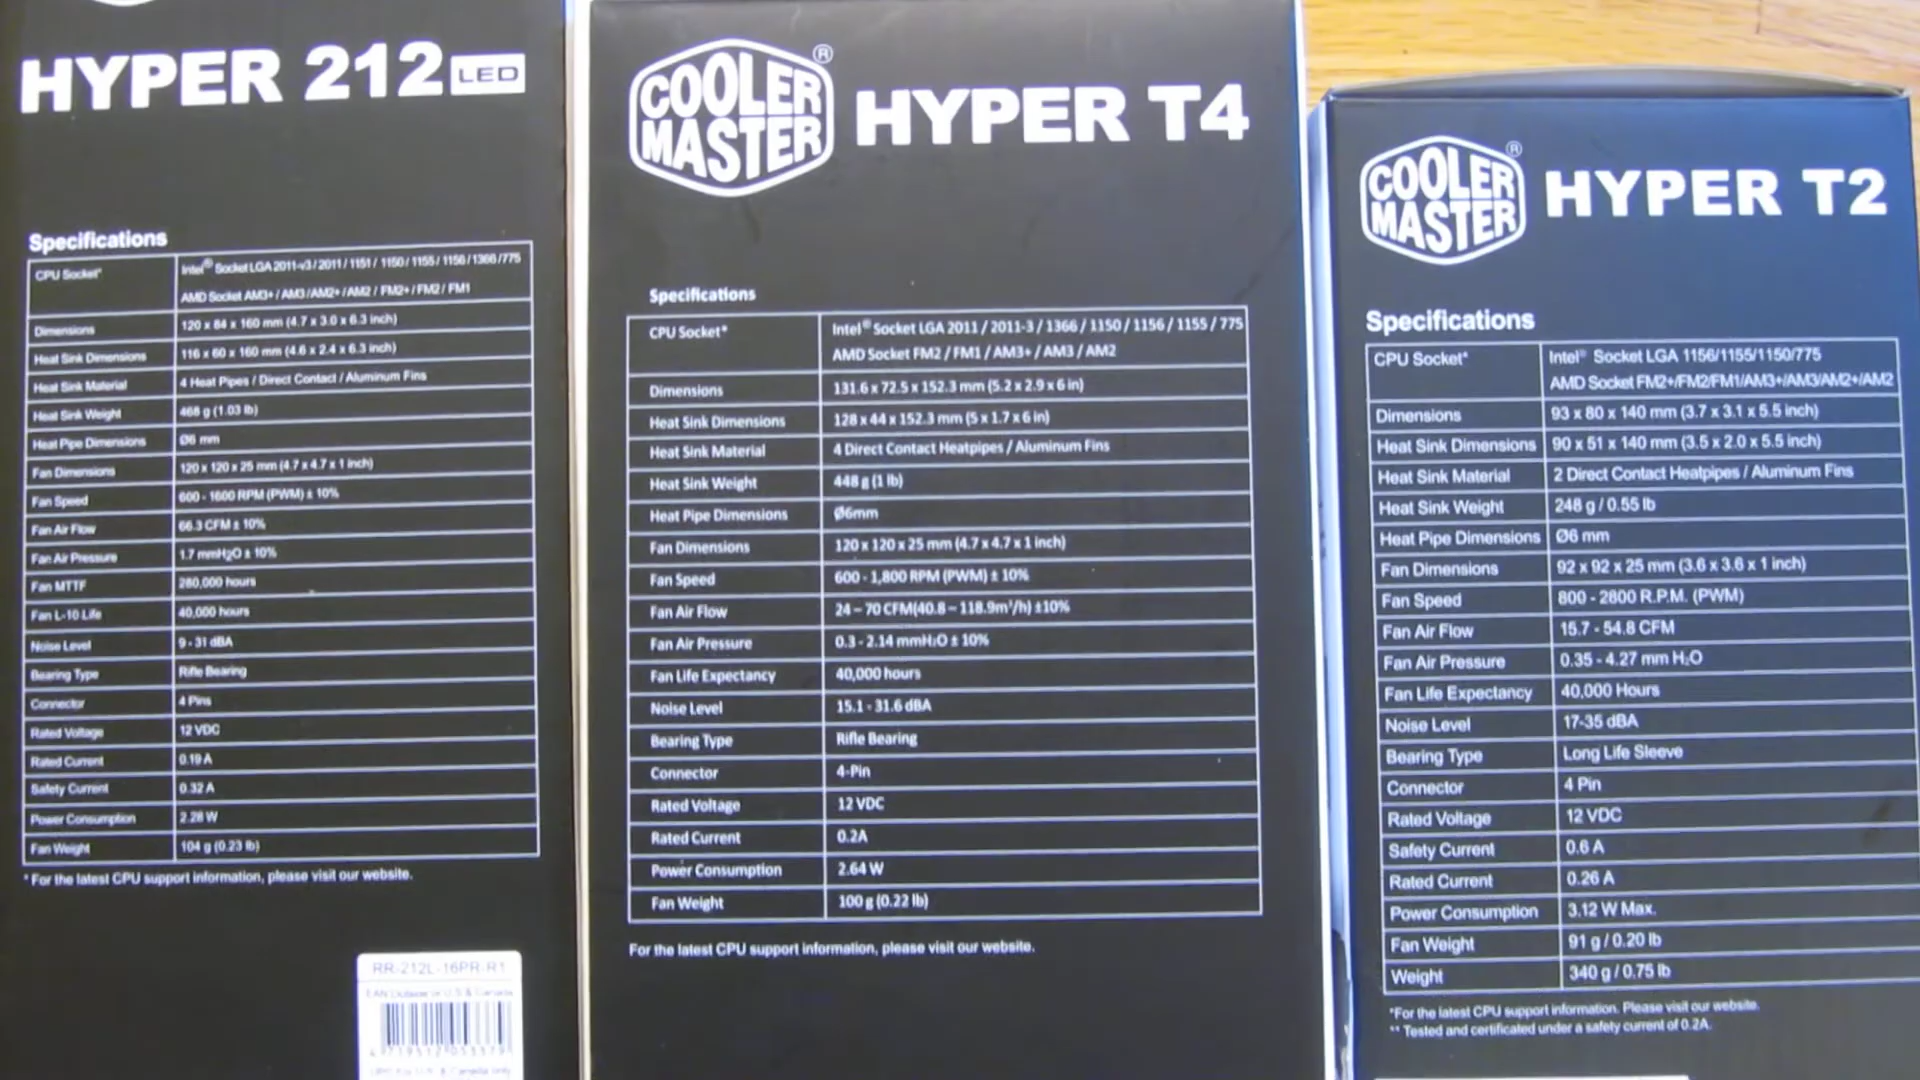 HYPER 212 LED
Specifications
CPU Socket* Intel® Socket LGA 2011-v3 / 2011 / 1151 / 1150 / 1155 / 1156 / 1366 /775
AMD Socket AM3+ / AM3 /AM2+ /AM2 / FM2+ / FM2 / FM1
Dimensions 120 x 84 x 160 mm (4.7 x 3.0 x 6.3 inch)
Heat Sink Dimensions 116 x 60 x 160 mm (4.6 x 2.4 x 6.3 inch)
Heat Sink Material 4 Heat Pipes / Direct Contact / Aluminum Fins
Heat Sink Weight 468 g (1.03 lb)
Heat Pipe Dimensions Ø6 mm
Fan Dimensions 120 x 120 x 25 mm (4.7 x 4.7 x 1 inch)
Fan Speed 600 - 1600 RPM (PWM) ± 10%
Fan Air Flow 66.3 CFM ± 10%
Fan Air Pressure 1.7 mmH₂O ± 10%
Fan MTTF 280,000 hours
Fan L-10 Life 40,000 hours
Noise Level 9 - 31 dBA
Bearing Type Rifle Bearing
Connector 4 Pins
Rated Voltage 12 VDC
Rated Current 0.19 A
Safety Current 0.32 A
Power Consumption 2.28 W
Fan Weight 104 g (0.23 lb)
* For the latest CPU support information, please visit our website.
RR-212L-16PR-R1
EAN Outside of U.S & Canada
COOLER MASTER ® HYPER T4
Specifications
CPU Socket* Intel® Socket LGA 2011 / 2011-3 / 1366 / 1150 / 1156 / 1155 / 775
AMD Socket FM2 / FM1 / AM3+ / AM3 / AM2
Dimensions 131.6 x 72.5 x 152.3 mm (5.2 x 2.9 x 6 in)
Heat Sink Dimensions 128 x 44 x 152.3 mm (5 x 1.7 x 6 in)
Heat Sink Material 4 Direct Contact Heatpipes / Aluminum Fins
Heat Sink Weight 448 g (1 lb)
Heat Pipe Dimensions Ø6mm
Fan Dimensions 120 x 120 x 25 mm (4.7 x 4.7 x 1 inch)
Fan Speed 600 - 1,800 RPM (PWM) ± 10%
Fan Air Flow 24 – 70 CFM(40.8 – 118.9m³/h) ±10%
Fan Air Pressure 0.3 - 2.14 mmH₂O ± 10%
Fan Life Expectancy 40,000 hours
Noise Level 15.1 - 31.6 dBA
Bearing Type Rifle Bearing
Connector 4-Pin
Rated Voltage 12 VDC
Rated Current 0.2A
Power Consumption 2.64 W
Fan Weight 100 g (0.22 lb)
For the latest CPU support information, please visit our website.
COOLER MASTER ® HYPER T2
Specifications
CPU Socket* Intel® Socket LGA 1156/1155/1150/775
AMD Socket FM2+/FM2/FM1/AM3+/AM3/AM2+/AM2
Dimensions 93 x 80 x 140 mm (3.7 x 3.1 x 5.5 inch)
Heat Sink Dimensions 90 x 51 x 140 mm (3.5 x 2.0 x 5.5 inch)
Heat Sink Material 2 Direct Contact Heatpipes / Aluminum Fins
Heat Sink Weight 248 g / 0.55 lb
Heat Pipe Dimensions Ø6 mm
Fan Dimensions 92 x 92 x 25 mm (3.6 x 3.6 x 1 inch)
Fan Speed 800 - 2800 R.P.M. (PWM)
Fan Air Flow 15.7 - 54.8 CFM
Fan Air Pressure 0.35 - 4.27 mm H₂O
Fan Life Expectancy 40,000 Hours
Noise Level 17-35 dBA
Bearing Type Long Life Sleeve
Connector 4 Pin
Rated Voltage 12 VDC
Safety Current 0.6 A
Rated Current 0.26 A
Power Consumption 3.12 W Max.
Fan Weight 91 g / 0.20 lb
Weight 340 g / 0.75 lb
*For the latest CPU support information. Please visit our website.
** Tested and certificated under a safety current of 0.2A.